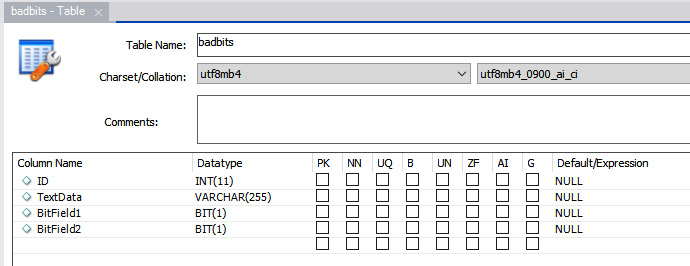 badbits - Table ×
Table Name: badbits
Charset/Collation: utf8mb4 utf8mb4_0900_ai_ci
Comments:
Column Name Datatype PK NN UQ B UN ZF AI G Default/Expression
ID INT(11) NULL
TextData VARCHAR(255) NULL
BitField1 BIT(1) NULL
BitField2 BIT(1) NULL